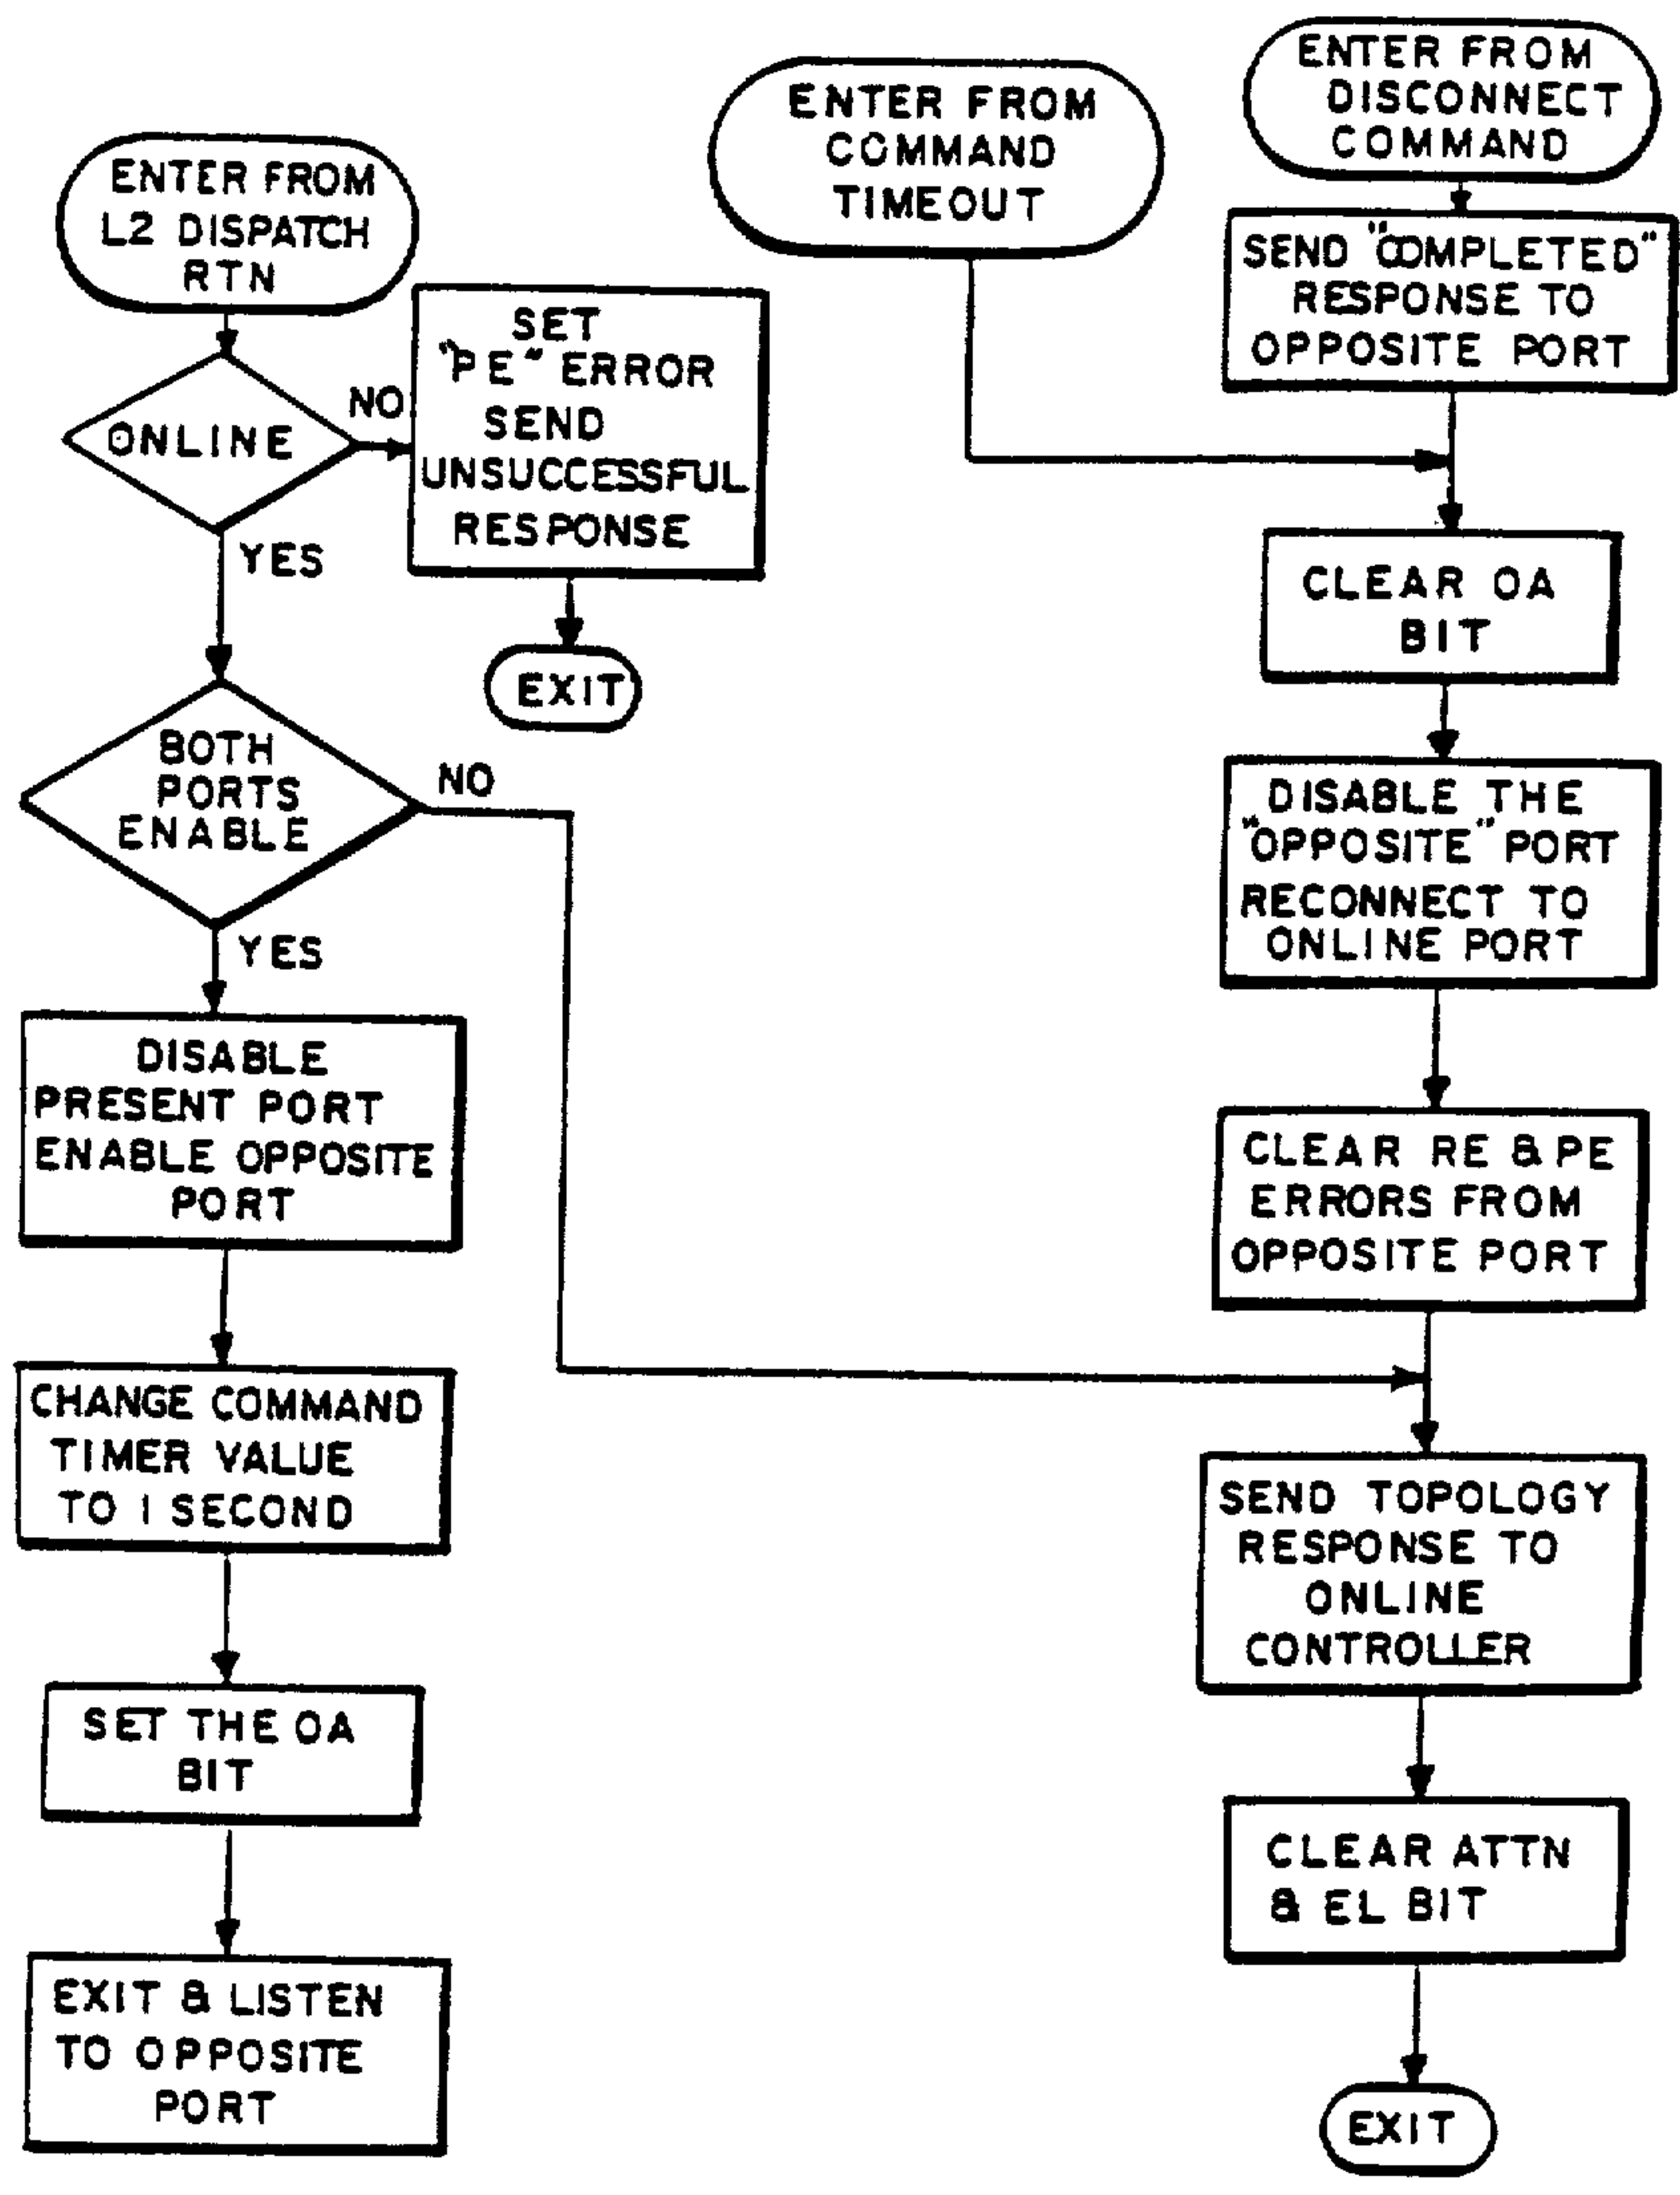 ENTER FROM
L2 DISPATCH
RTN
ONLINE
NO
YES
SET
"PE" ERROR
SEND
UNSUCCESSFUL
RESPONSE
EXIT
BOTH
PORTS
ENABLE
NO
YES
DISABLE
PRESENT PORT
ENABLE OPPOSITE
PORT
CHANGE COMMAND
TIMER VALUE
TO 1 SECOND
SET THE OA
BIT
EXIT & LISTEN
TO OPPOSITE
PORT
ENTER FROM
COMMAND
TIMEOUT
ENTER FROM
DISCONNECT
COMMAND
SEND "COMPLETED"
RESPONSE TO
OPPOSITE PORT
CLEAR OA
BIT
DISABLE THE
"OPPOSITE" PORT
RECONNECT TO
ONLINE PORT
CLEAR RE & PE
ERRORS FROM
OPPOSITE PORT
SEND TOPOLOGY
RESPONSE TO
ONLINE
CONTROLLER
CLEAR ATTN
& EL BIT
EXIT